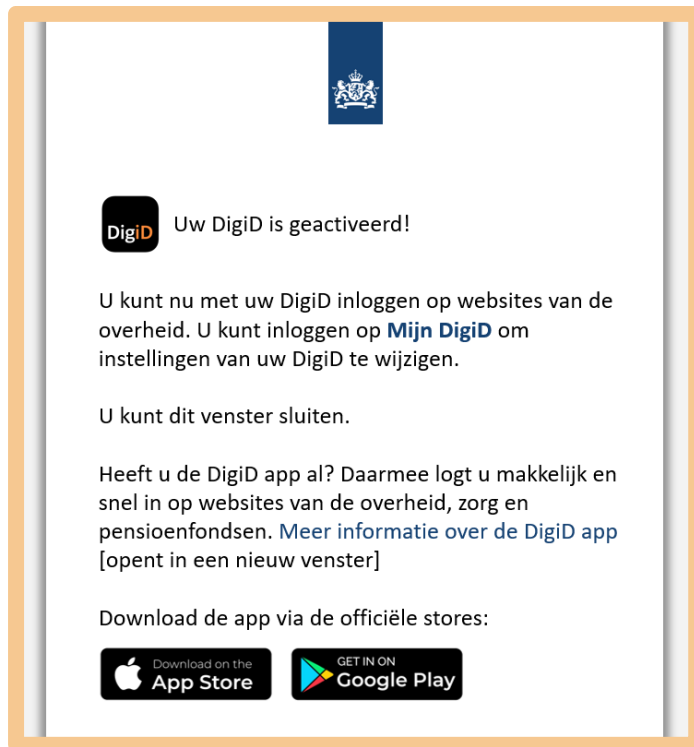 DigiD
Uw DigiD is geactiveerd!
U kunt nu met uw DigiD inloggen op websites van de
overheid. U kunt inloggen op Mijn DigiD om
instellingen van uw DigiD te wijzigen.
U kunt dit venster sluiten.
Heeft u de DigiD app al? Daarmee logt u makkelijk en
snel in op websites van de overheid, zorg en
pensioenfondsen. Meer informatie over de DigiD app
[opent in een nieuw venster]
Download de app via de officiële stores:
Download on the
App Store
GET IN ON
Google Play